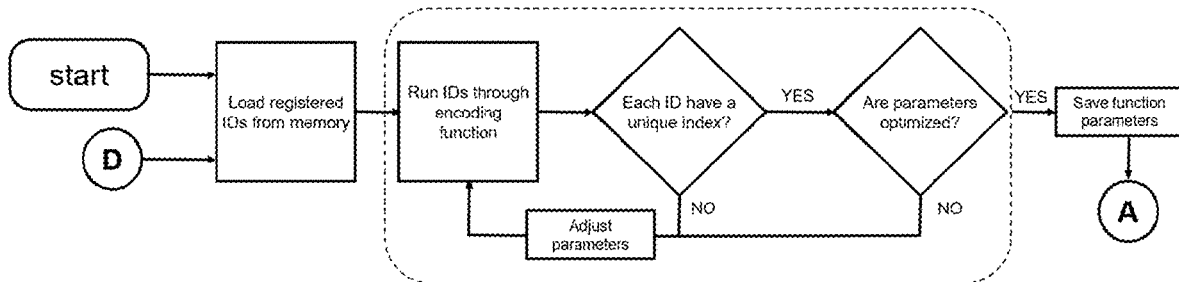 start
D
Load registered
IDs from memory
Run IDs through
encoding
function
Each ID have a
unique index?
YES
NO
Are parameters
optimized?
YES
NO
Adjust
parameters
Save function
parameters
A